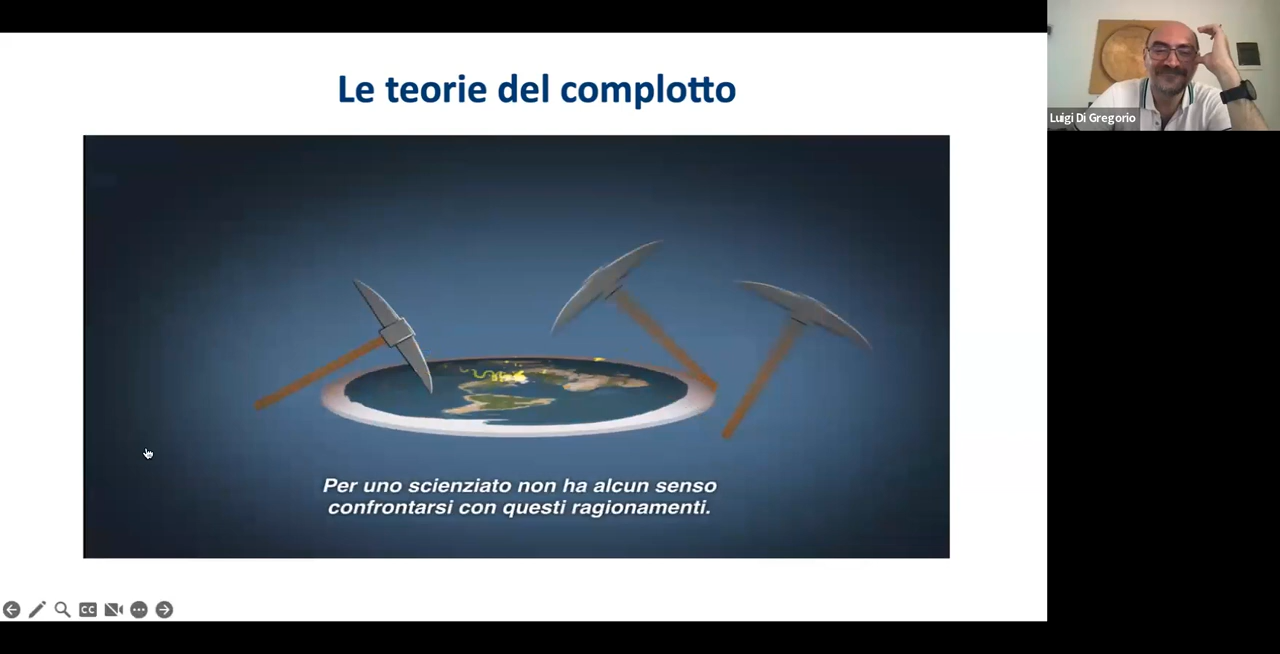 Le teorie del complotto
Luigi Di Gregorio
Per uno scienziato non ha alcun senso
confrontarsi con questi ragionamenti.
CC